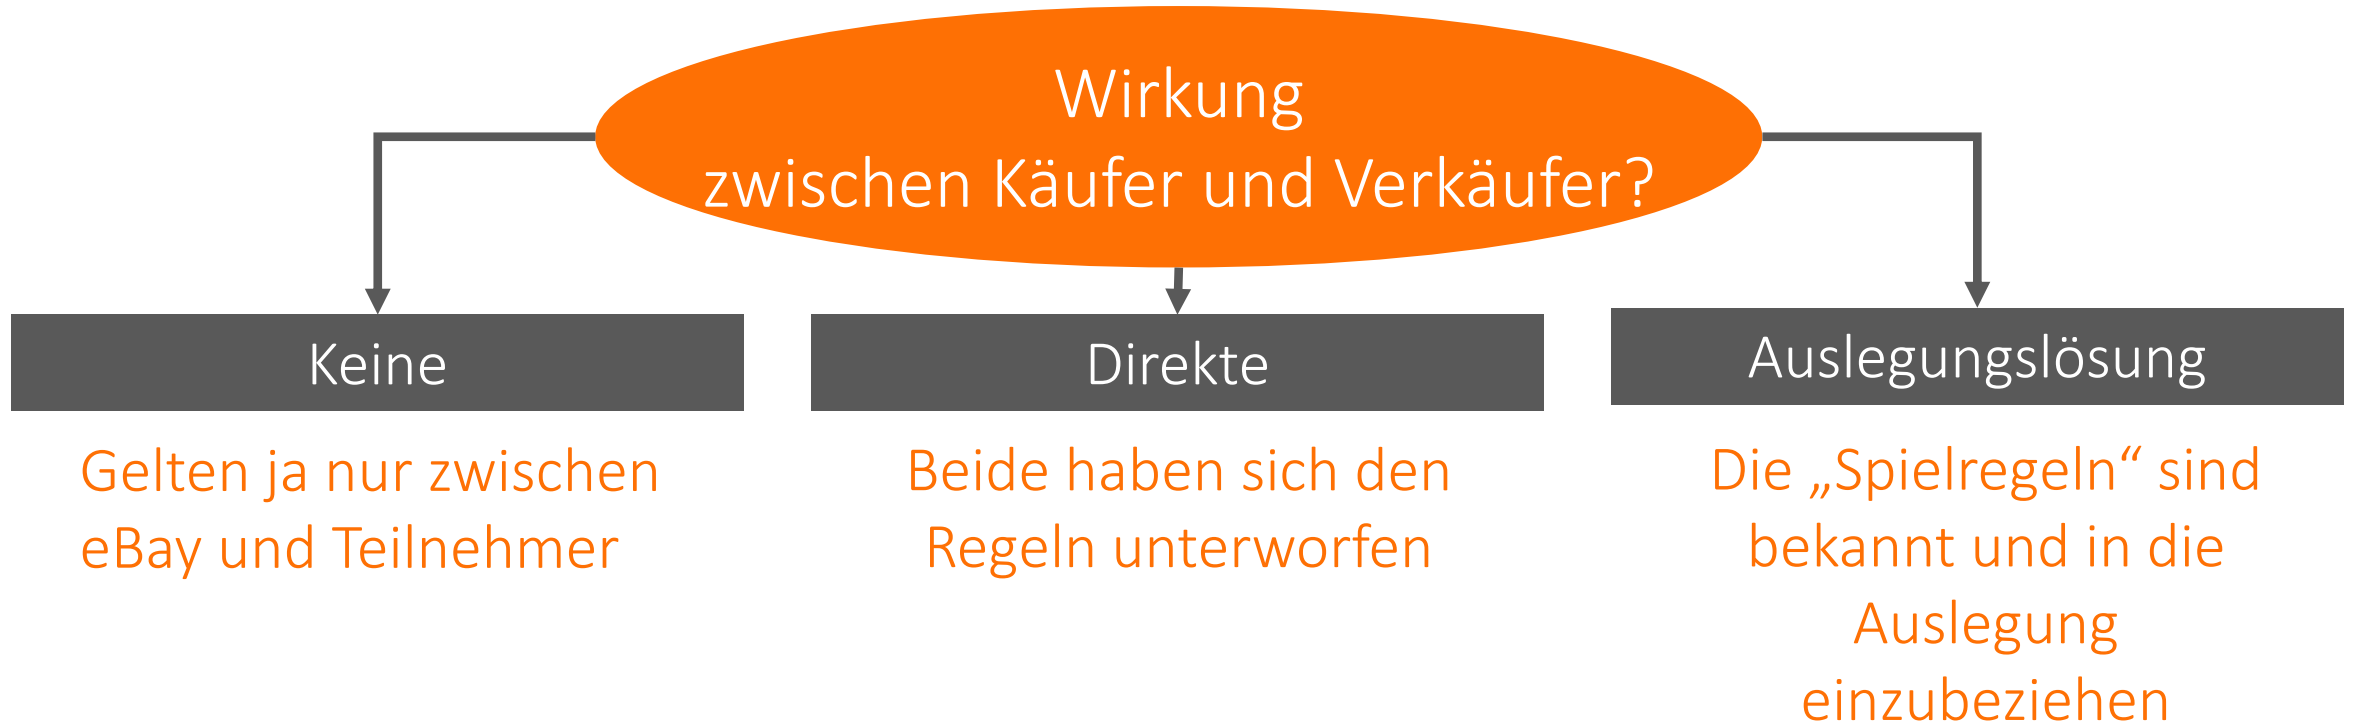 Wirkung
zwischen Käufer und Verkäufer?
Keine
Gelten ja nur zwischen
eBay und Teilnehmer
Direkte
Beide haben sich den
Regeln unterworfen
Auslegungslösung
Die „Spielregeln“ sind
bekannt und in die
Auslegung
einzubeziehen